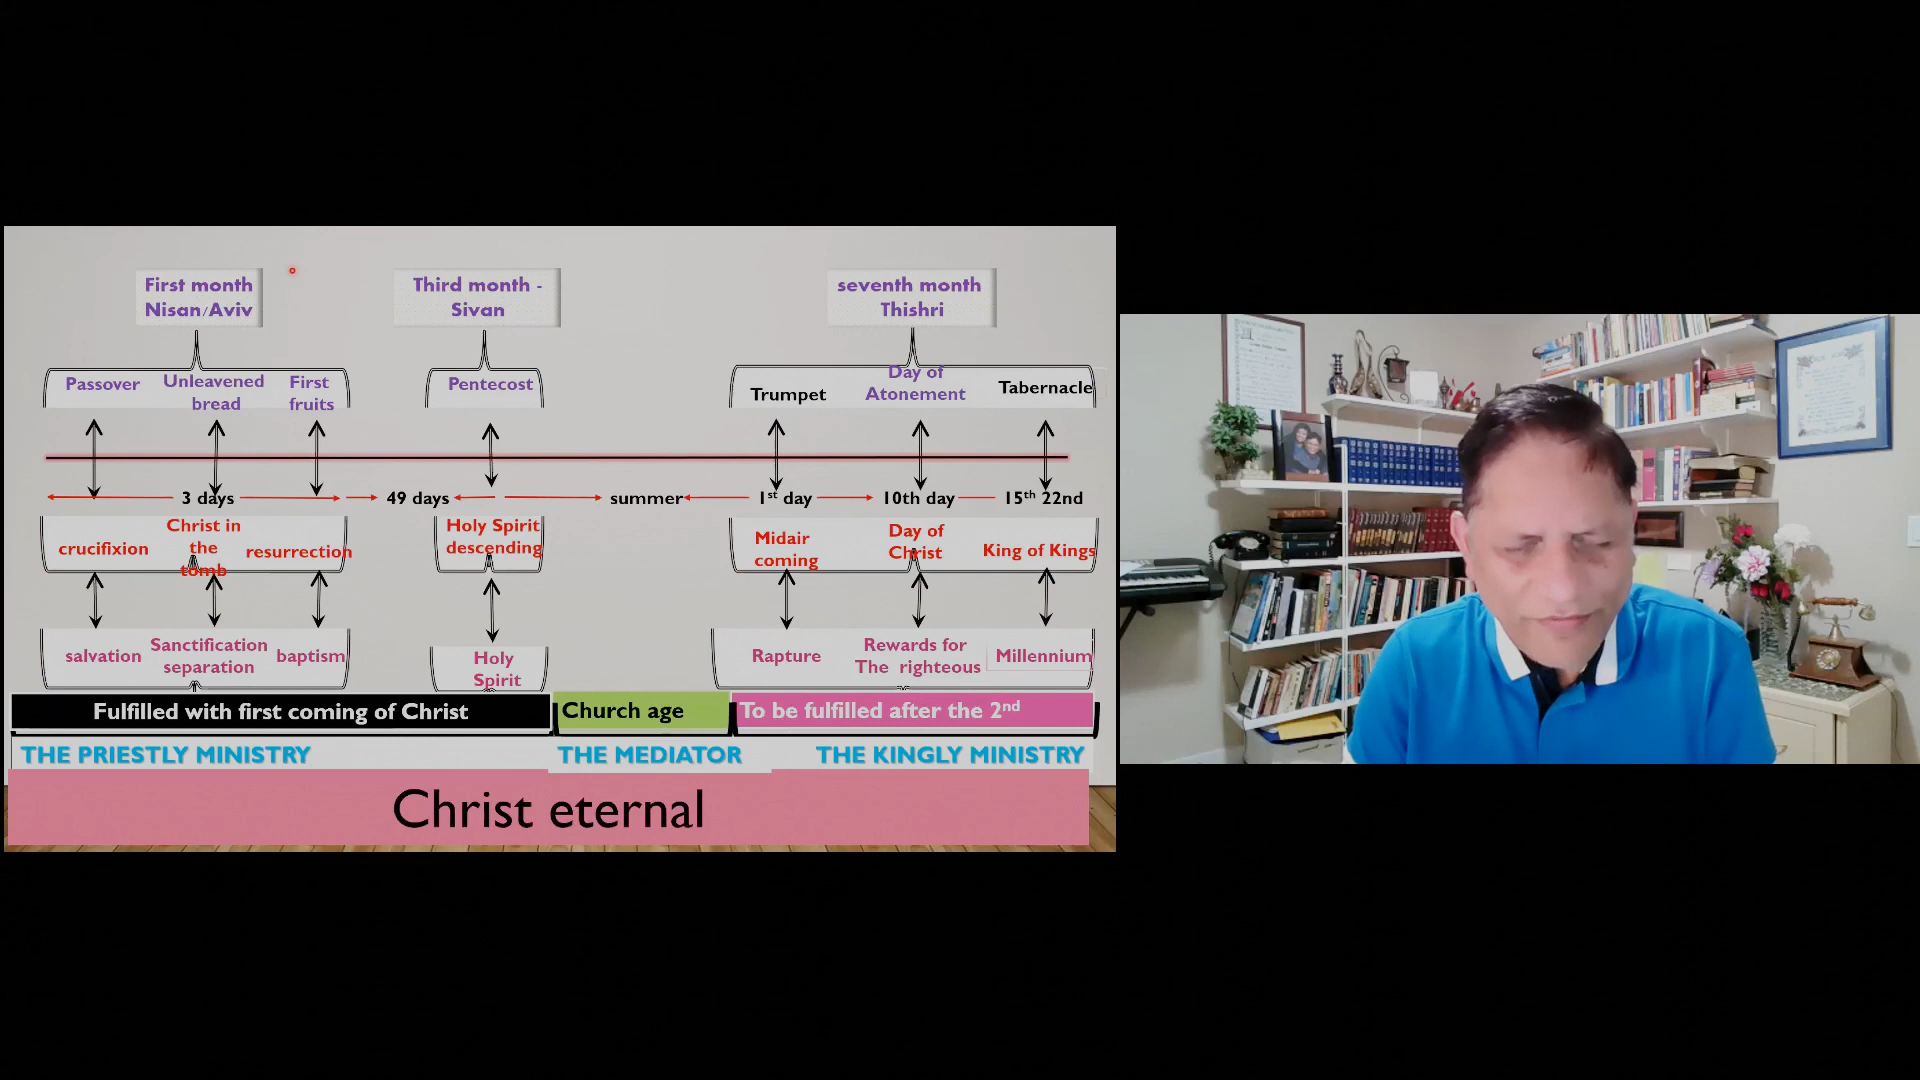 First month
Nisan/Aviv
Third month -
Sivan
seventh month
Thishri
Passover
Unleavened
bread
First
fruits
Pentecost
Trumpet
Day of
Atonement
Tabernacle
3 days
49 days
summer
1st day
10th day
15th 22nd
crucifixion
Christ in
the
tomb
resurrection
Holy Spirit
descending
Midair
coming
Day of
Christ
King of Kings
salvation
Sanctification
separation
baptism
Holy
Spirit
Rapture
Rewards for
The righteous
Millennium
Fulfilled with first coming of Christ
Church age
To be fulfilled after the 2nd
THE PRIESTLY MINISTRY
THE MEDIATOR
THE KINGLY MINISTRY
Christ eternal